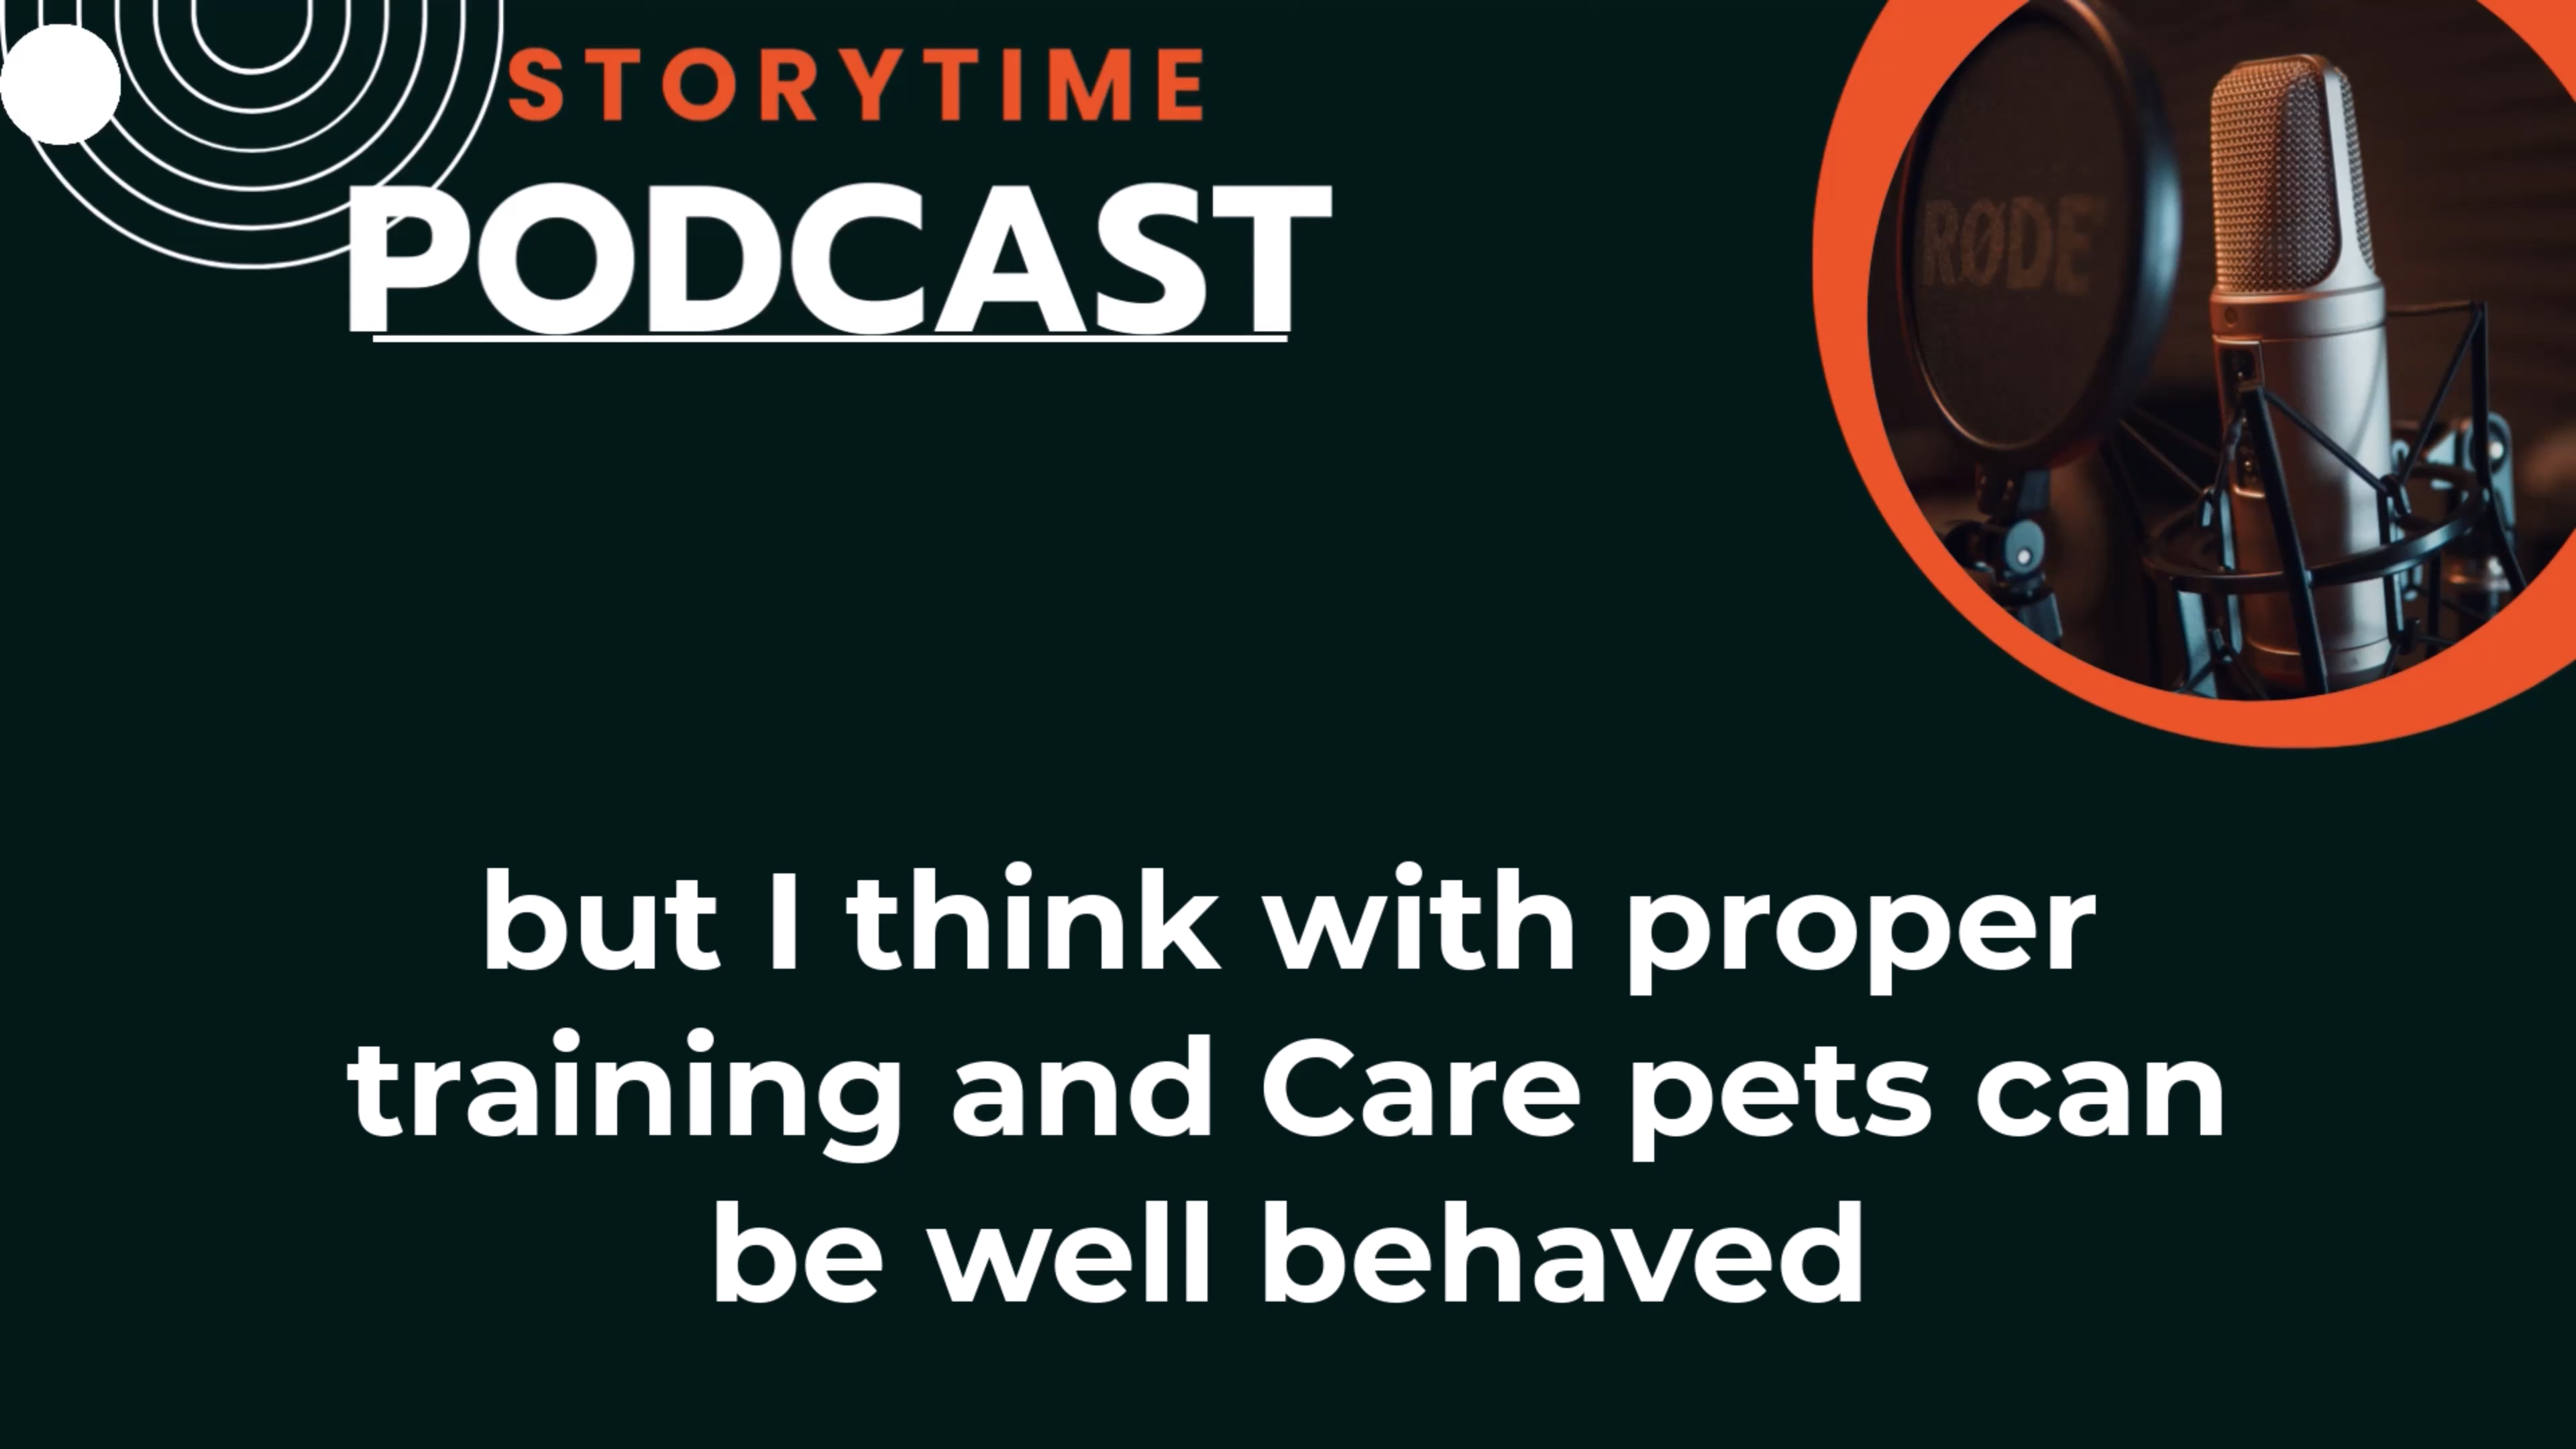 STORYTIME
PODCAST
RØDE
but I think with proper
training and Care pets can
be well behaved